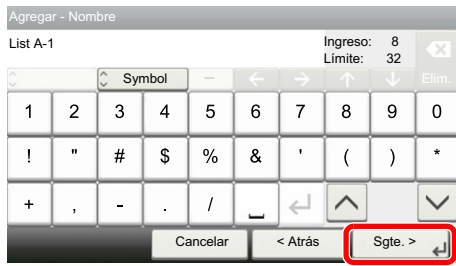 Agregar - Nombre
List A-1
Ingreso: 8
Límite: 32
Symbol
Elim.
1 2 3 4 5 6 7 8 9 0
! " # $ % & ' ( ) *
+ , - . / ␣
Cancelar < Atrás Sgte. >